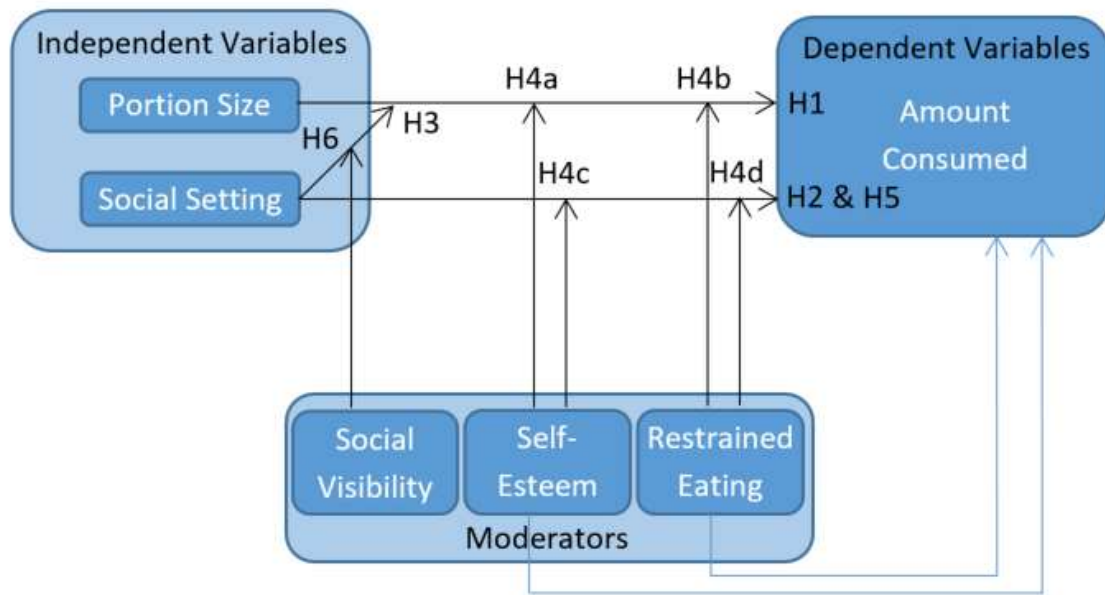 Independent Variables
Portion Size
Social Setting
H6
H3
H4a
H4b
H4c
H4d
Dependent Variables
H1
Amount
Consumed
H2 & H5
Social
Visibility
Self-
Esteem
Restrained
Eating
Moderators